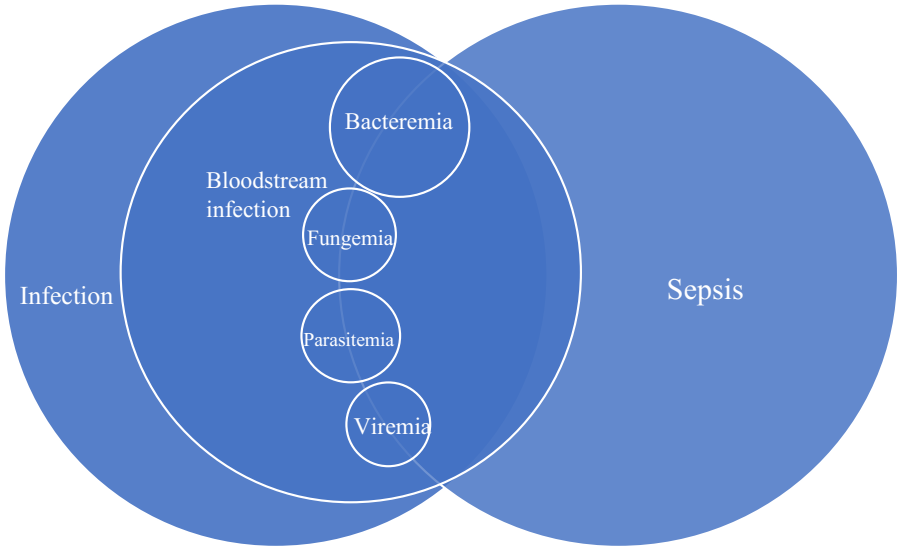 Bacteremia
Bloodstream
infection
Fungemia
Infection
Sepsis
Parasitemia
Viremia